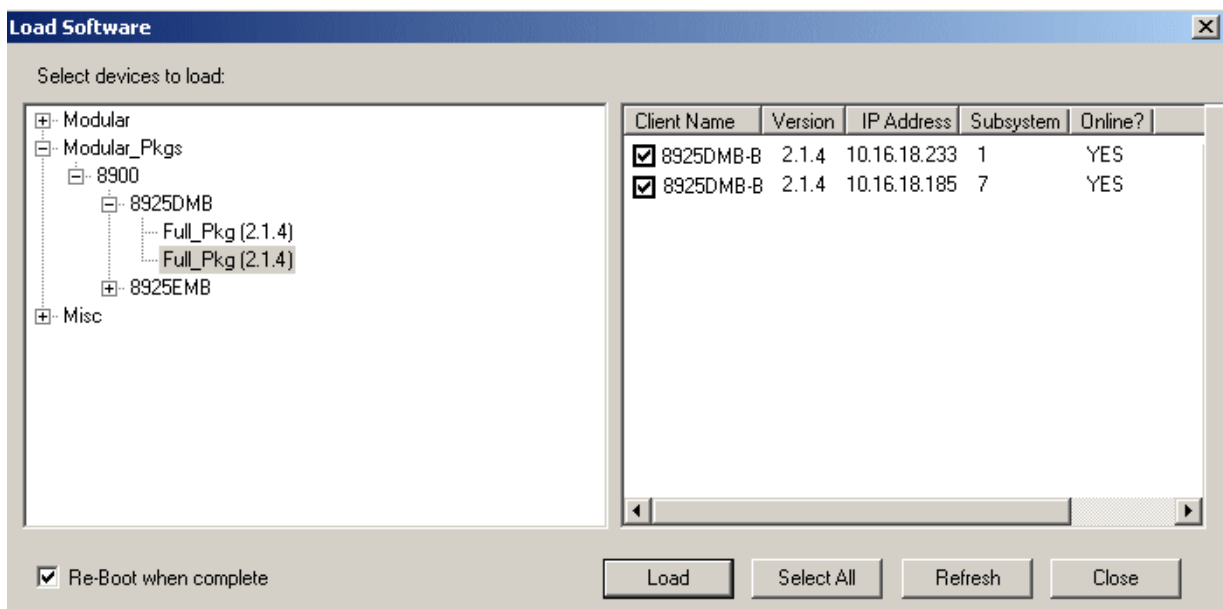 Load Software
Select devices to load:
Modular
Modular_Pkgs
8900
8925DMB
Full_Pkg (2.1.4)
Full_Pkg (2.1.4)
8925EMB
Misc
Client Name Version IP Address Subsystem Online?
8925DMB-B 2.1.4 10.16.18.233 1 YES
8925DMB-B 2.1.4 10.16.18.185 7 YES
Re-Boot when complete
Load Select All Refresh Close